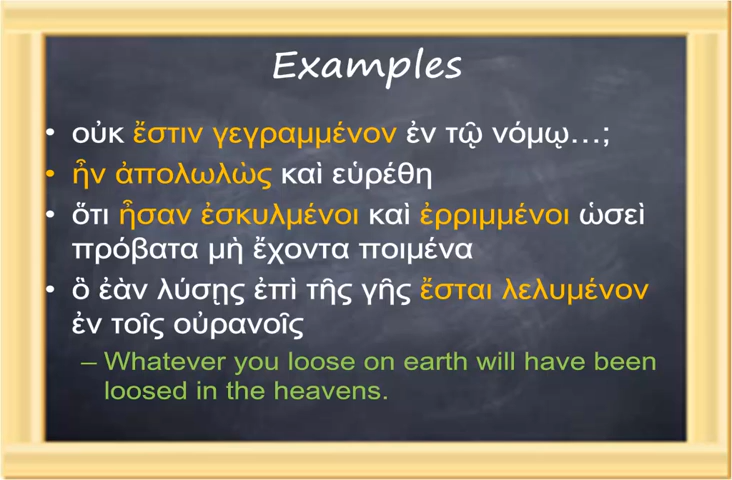 Examples
• οὐκ ἔστιν γεγραμμένον ἐν τῷ νόμῳ…;
• ἦν ἀπολωλὼς καὶ εὑρέθη
• ὅτι ἦσαν ἐσκυλμένοι καὶ ἐρριμμένοι ὡσεὶ
πρόβατα μὴ ἔχοντα ποιμένα
• ὃ ἐὰν λύσῃς ἐπὶ τῆς γῆς ἔσται λελυμένον
ἐν τοῖς οὐρανοῖς
– Whatever you loose on earth will have been
loosed in the heavens.